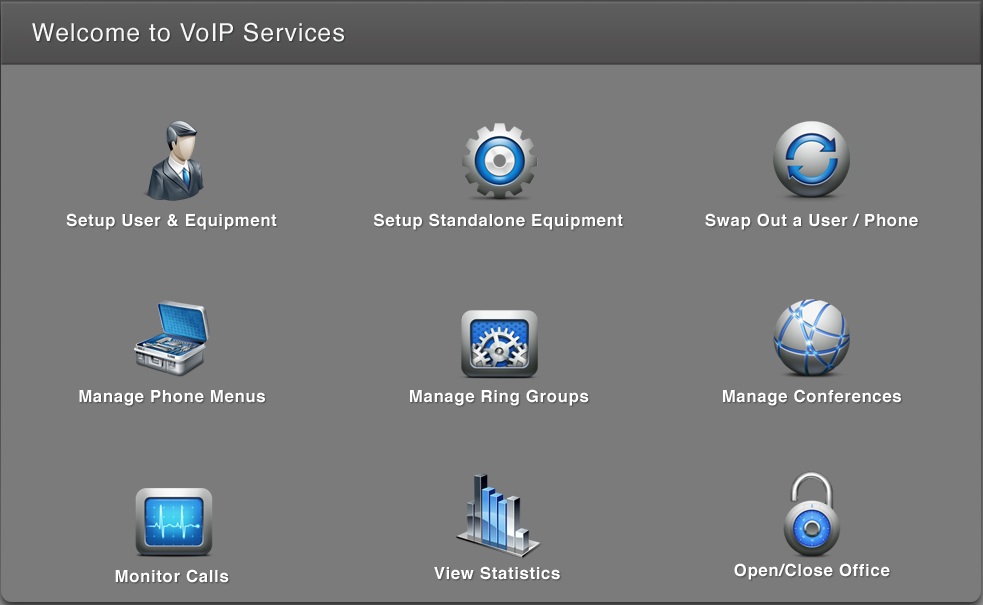 Welcome to VoIP Services
Setup User & Equipment
Setup Standalone Equipment
Swap Out a User / Phone
Manage Phone Menus
Manage Ring Groups
Manage Conferences
Monitor Calls
View Statistics
Open/Close Office